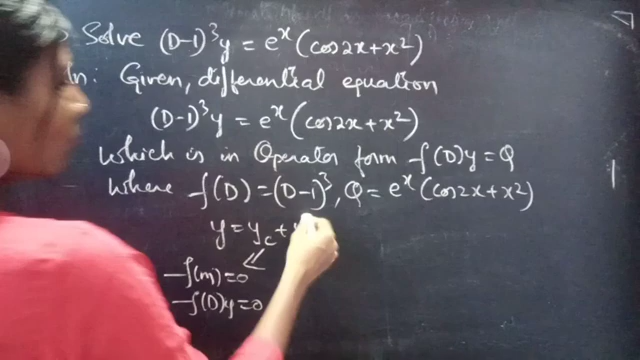 Solve (D-1)³y = eˣ(cos2x+x²)
ln: Given, differential equation
(D-1)³y = eˣ(cos2x+x²)
which is in Operator form f(D)y = Q
where f(D) = (D-1)³, Q = eˣ(cos2x+x²)
y = y_c +
f(m)=0
f(D)y=0